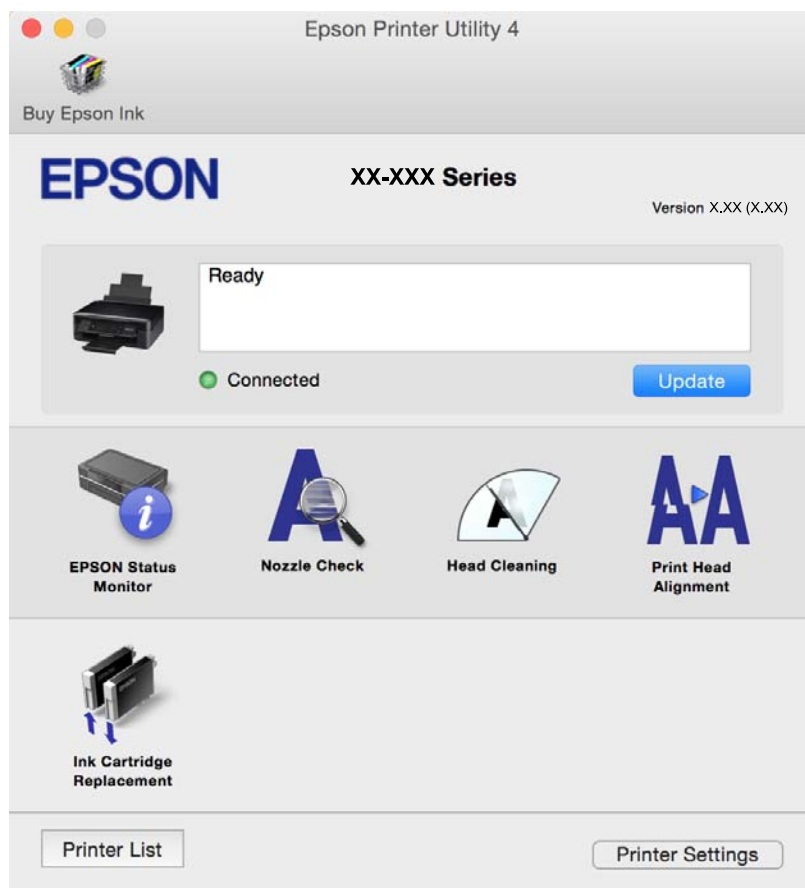 Epson Printer Utility 4
Buy Epson Ink
EPSON
XX-XXX Series
Version X.XX (X.XX)
Ready
Connected
Update
EPSON Status
Monitor
Nozzle Check
Head Cleaning
Print Head
Alignment
Ink Cartridge
Replacement
Printer List
Printer Settings